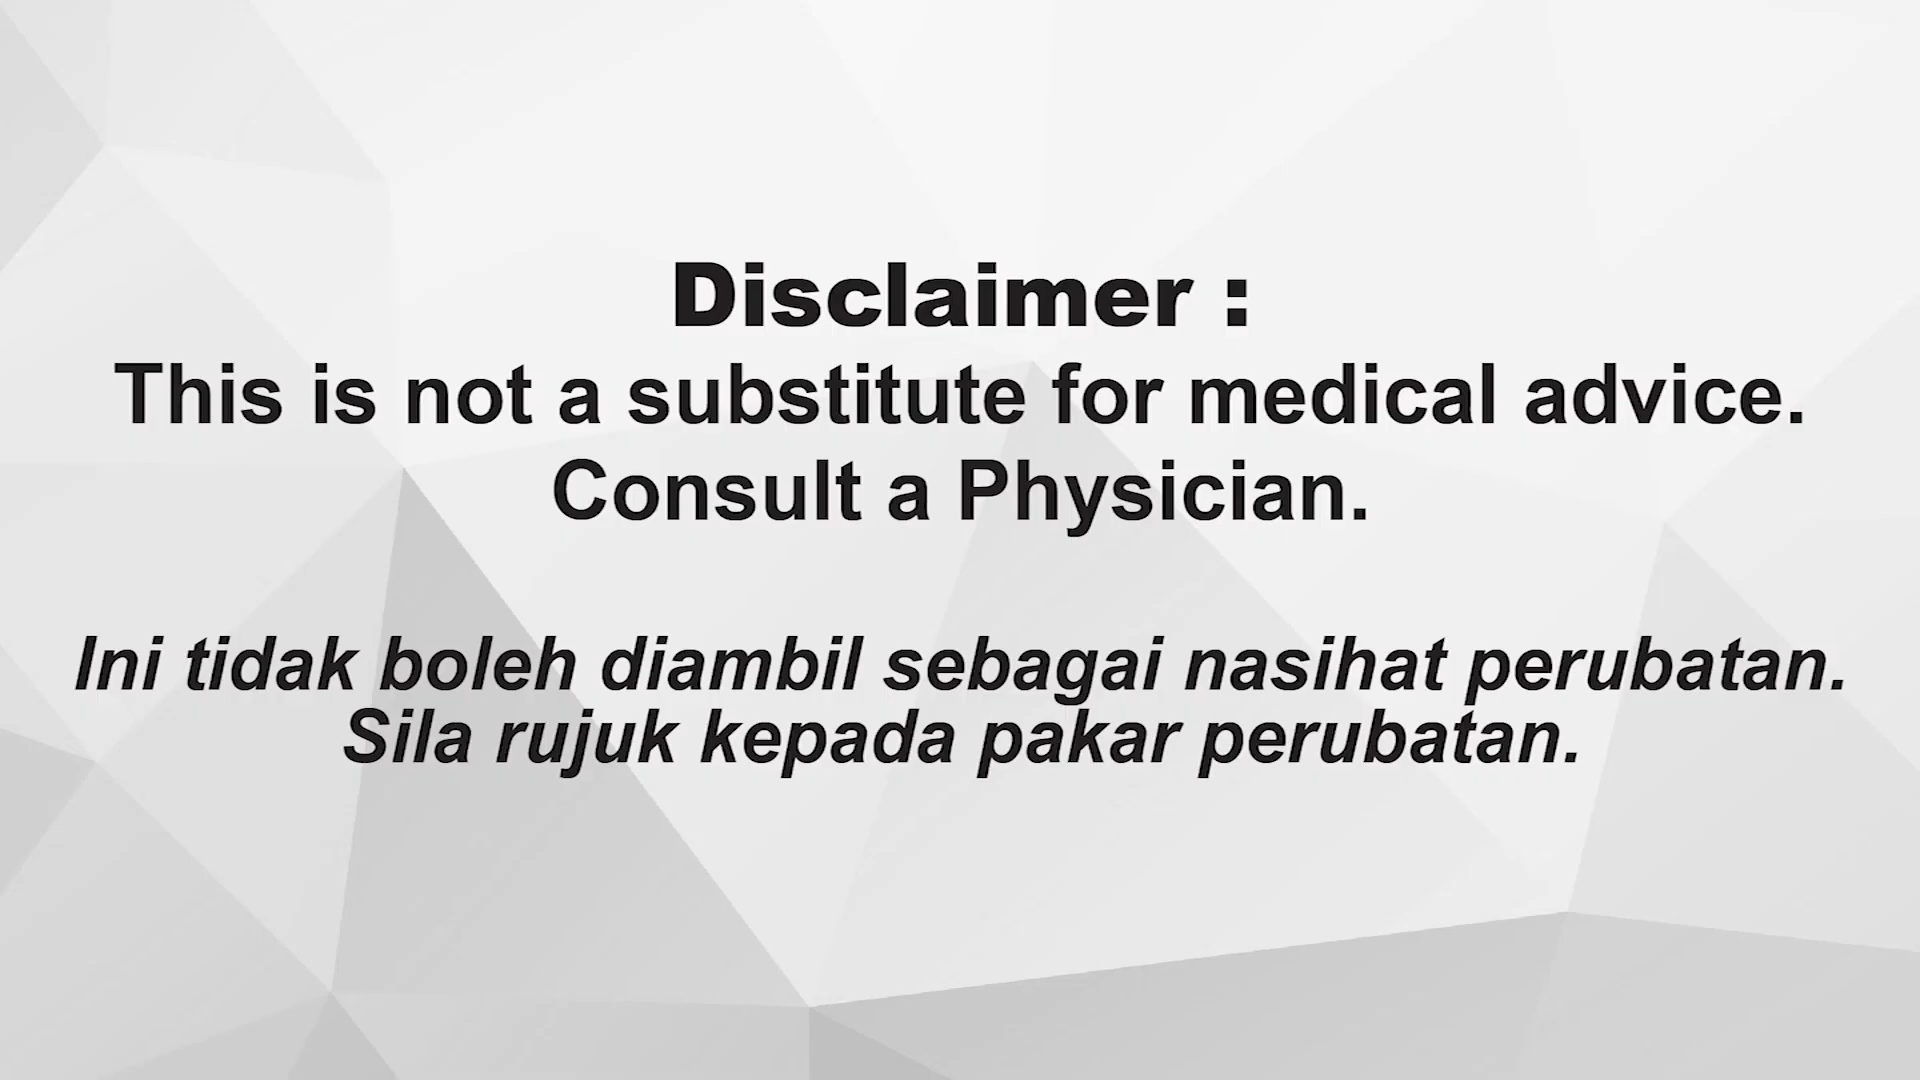 Disclaimer :
This is not a substitute for medical advice.
Consult a Physician.
Ini tidak boleh diambil sebagai nasihat perubatan.
Sila rujuk kepada pakar perubatan.